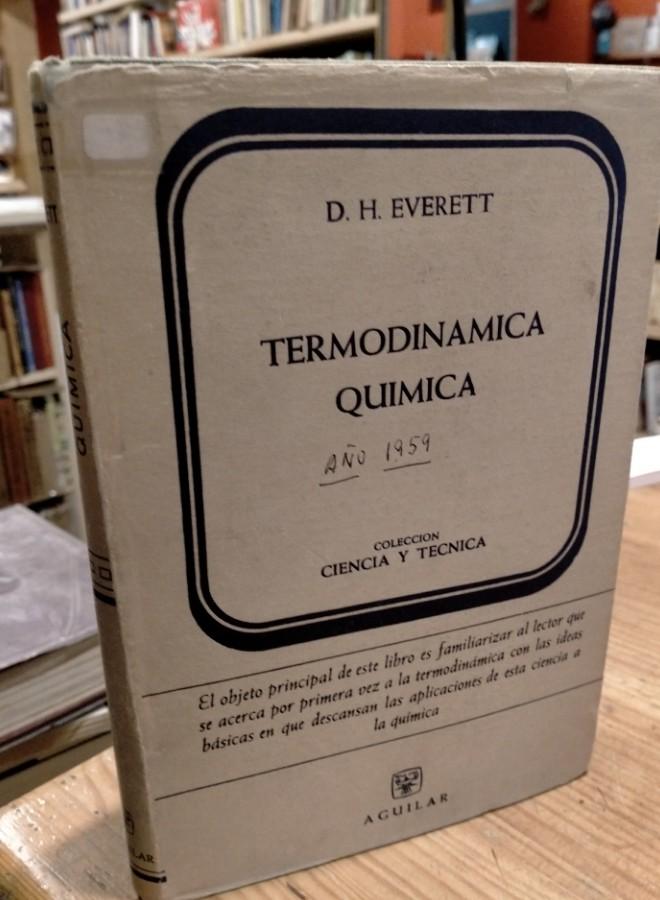 D. H. EVERETT
TERMODINAMICA
QUIMICA
AÑO 1959
COLECCION
CIENCIA Y TECNICA
El objeto principal de este libro es familiarizar al lector que
se acerca por primera vez a la termodinámica con las ideas
básicas en que descansan las aplicaciones de esta ciencia a
la química
AGUILAR
QUIMICA